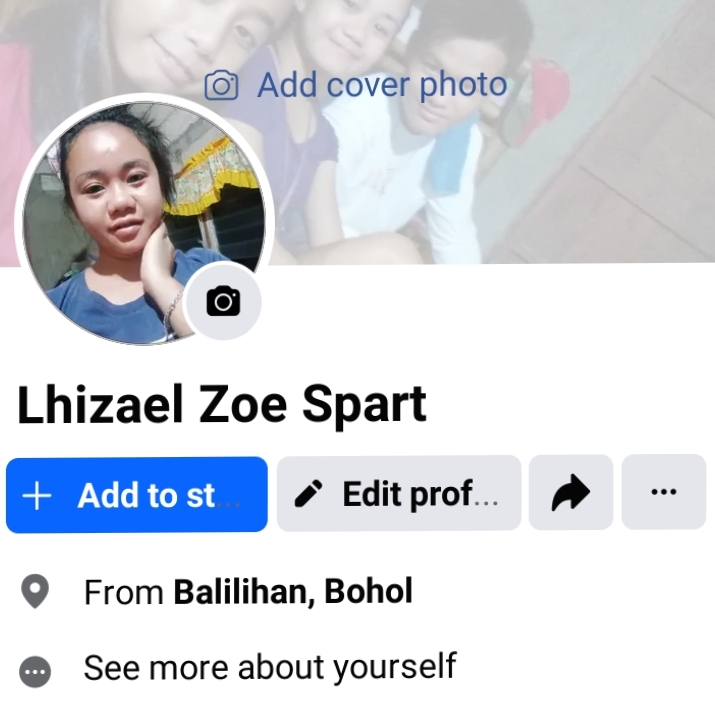 Add cover photo
Lhizael Zoe Spart
Add to st...
Edit prof...
From Balilihan, Bohol
See more about yourself